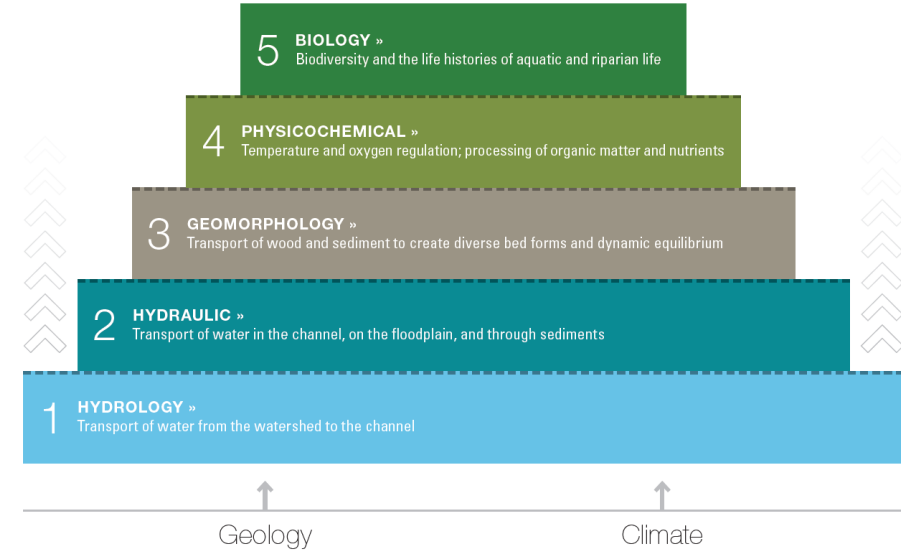 5 BIOLOGY »
Biodiversity and the life histories of aquatic and riparian life
4 PHYSICOCHEMICAL »
Temperature and oxygen regulation; processing of organic matter and nutrients
3 GEOMORPHOLOGY »
Transport of wood and sediment to create diverse bed forms and dynamic equilibrium
2 HYDRAULIC »
Transport of water in the channel, on the floodplain, and through sediments
1 HYDROLOGY »
Transport of water from the watershed to the channel
Geology Climate